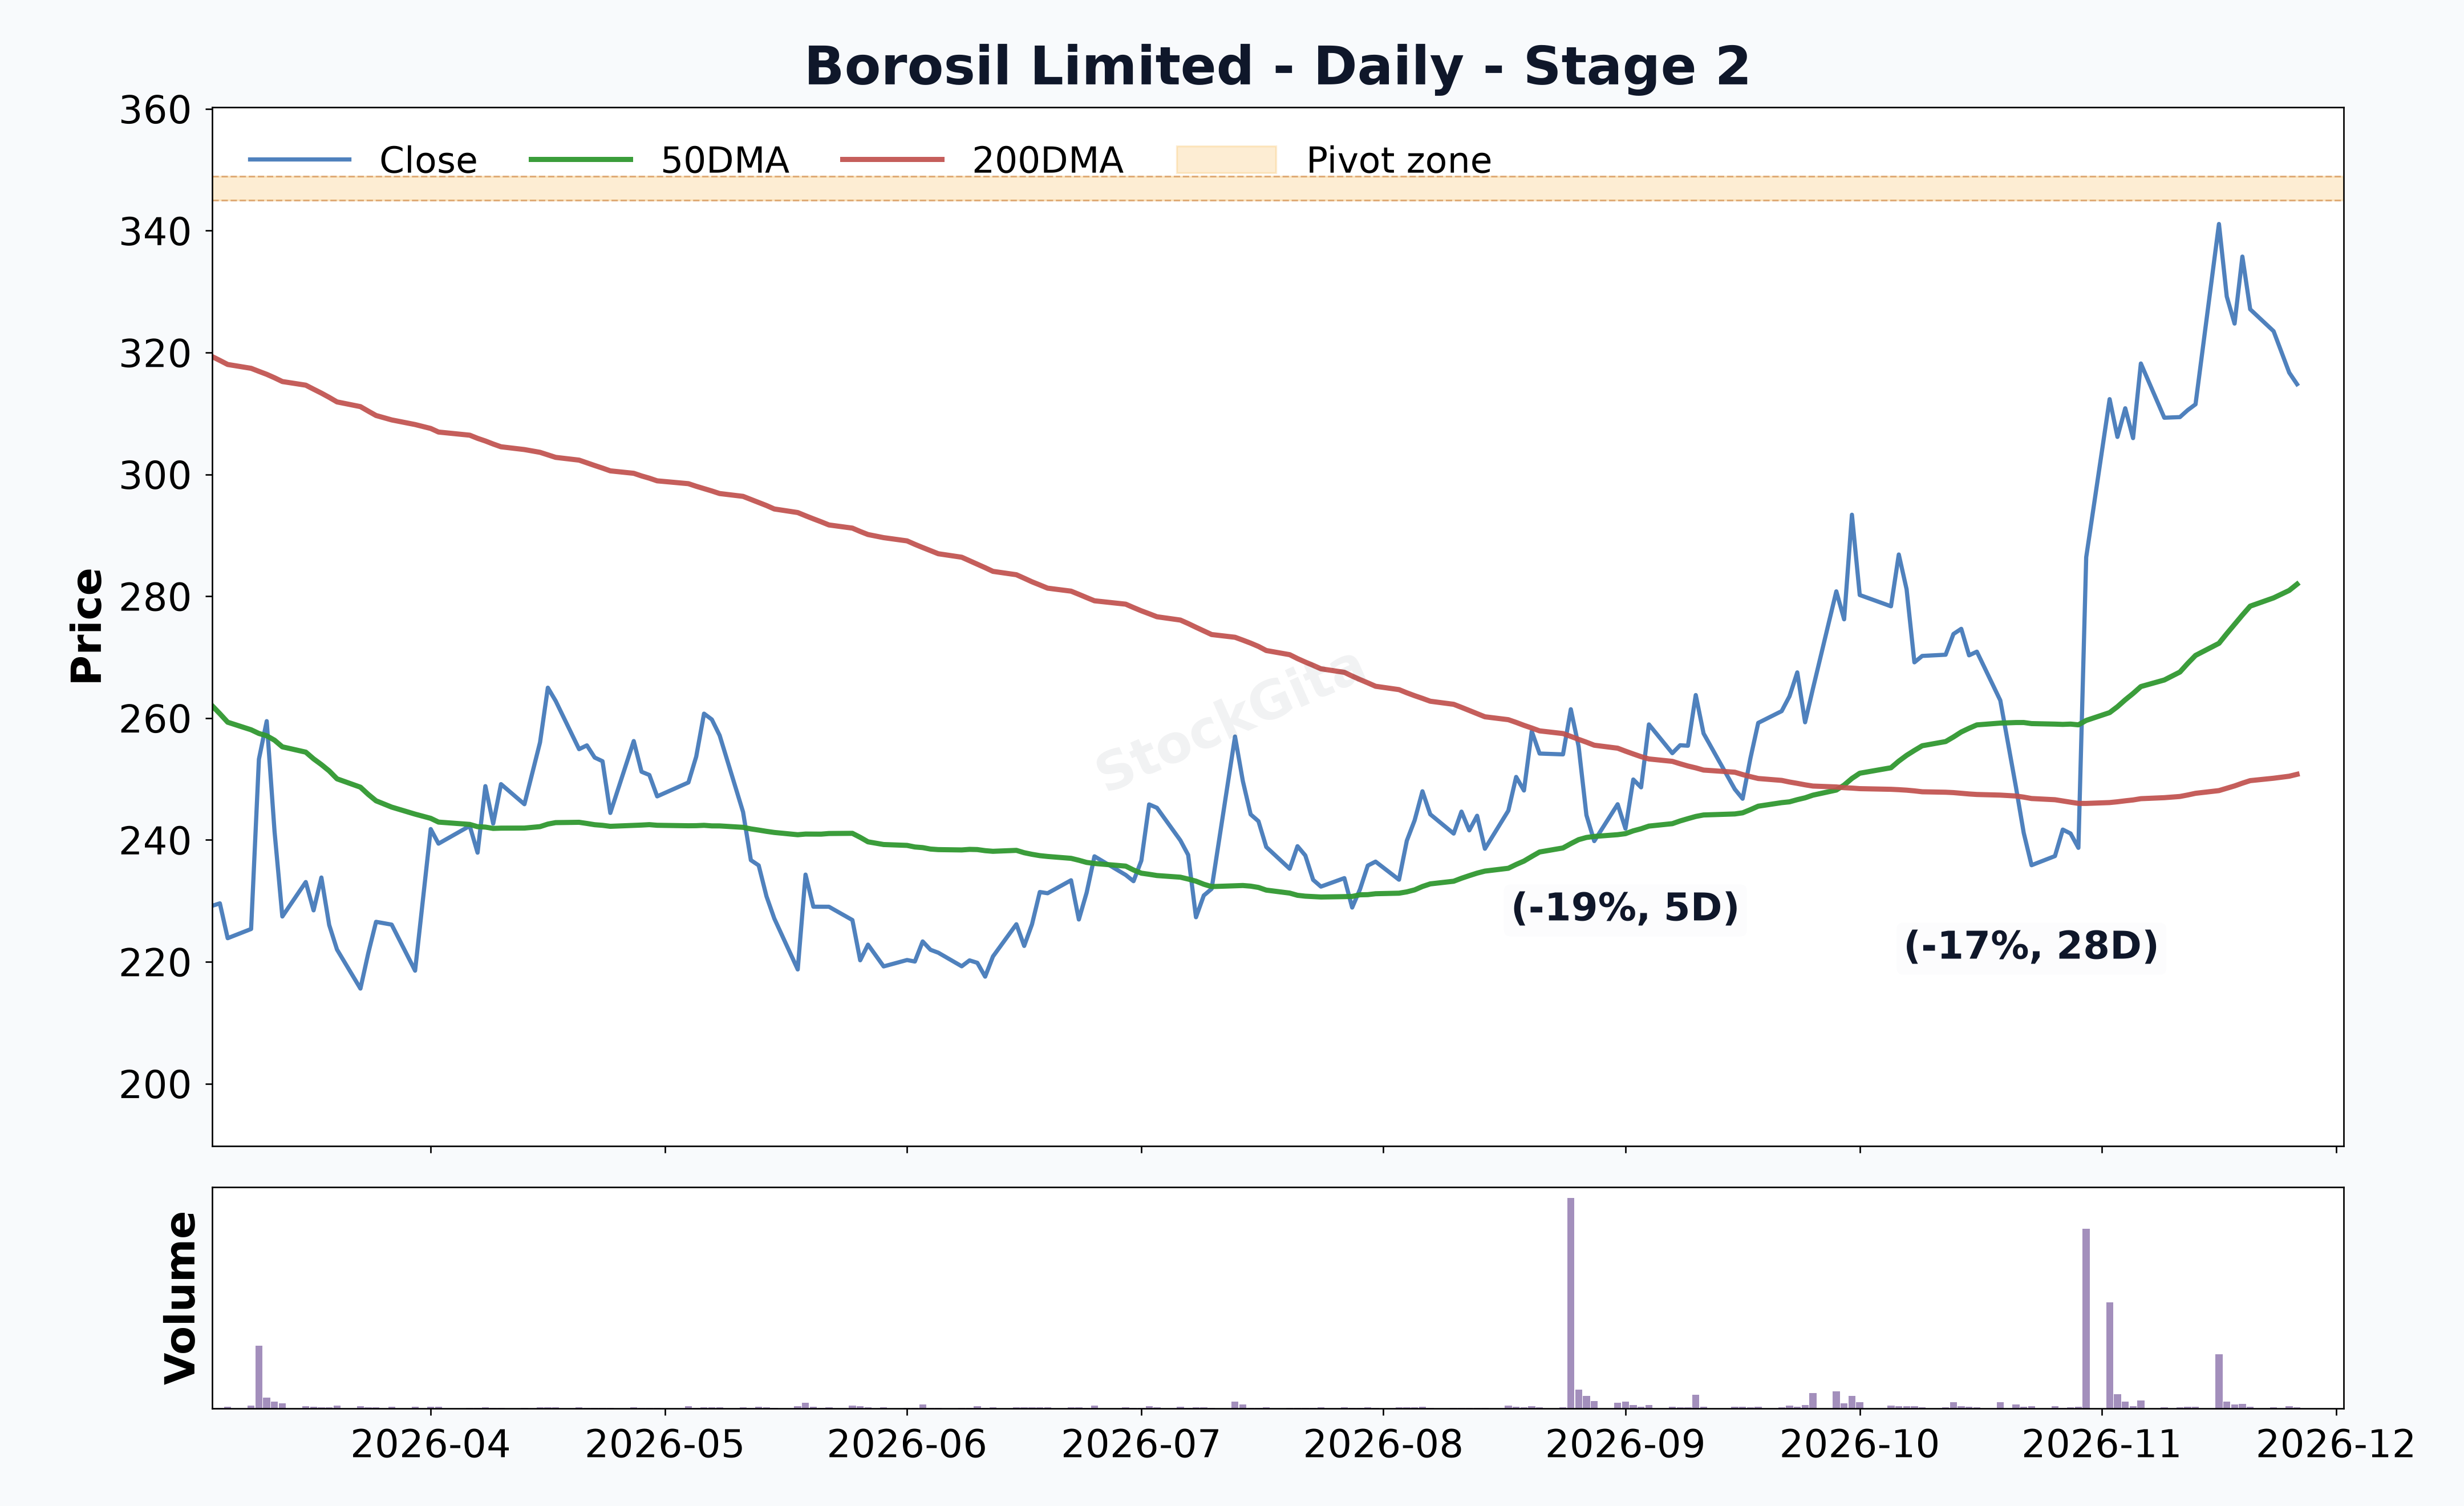 Borosil Limited - Daily - Stage 2
Close 50DMA 200DMA Pivot zone
Price
360
340
320
300
280
260
240
220
200
StockGita
(-19%, 5D)
(-17%, 28D)
Volume
2026-04 2026-05 2026-06 2026-07 2026-08 2026-09 2026-10 2026-11 2026-12